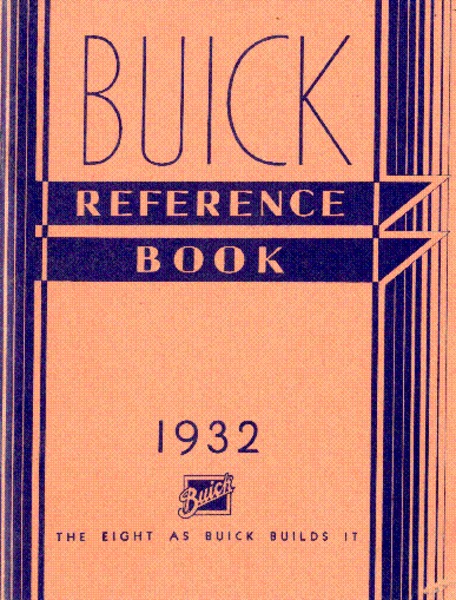 BUICK
REFERENCE
BOOK
1932
Buick
THE EIGHT AS BUICK BUILDS IT